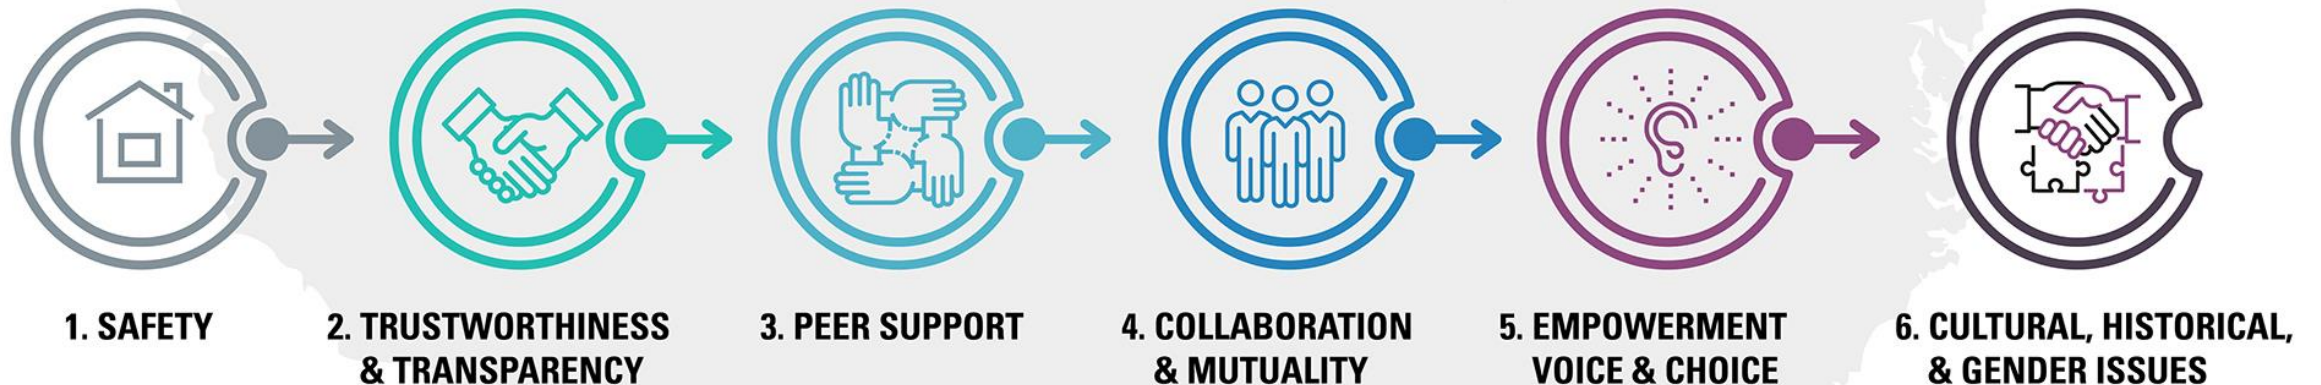 1. SAFETY
2. TRUSTWORTHINESS
& TRANSPARENCY
3. PEER SUPPORT
4. COLLABORATION
& MUTUALITY
5. EMPOWERMENT
VOICE & CHOICE
6. CULTURAL, HISTORICAL,
& GENDER ISSUES